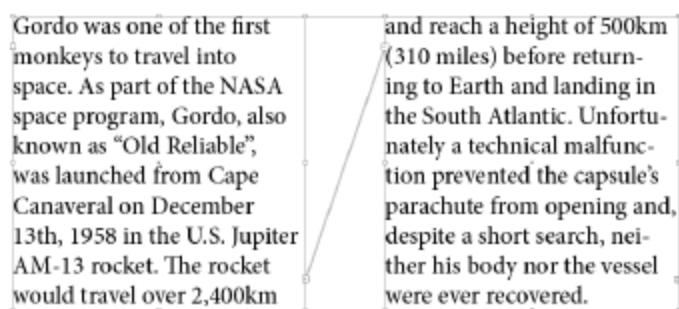 Gordo was one of the first
monkeys to travel into
space. As part of the NASA
space program, Gordo, also
known as “Old Reliable”,
was launched from Cape
Canaveral on December
13th, 1958 in the U.S. Jupiter
AM-13 rocket. The rocket
would travel over 2,400km
and reach a height of 500km
(310 miles) before return-
ing to Earth and landing in
the South Atlantic. Unfortu-
nately a technical malfunc-
tion prevented the capsule’s
parachute from opening and,
despite a short search, nei-
ther his body nor the vessel
were ever recovered.